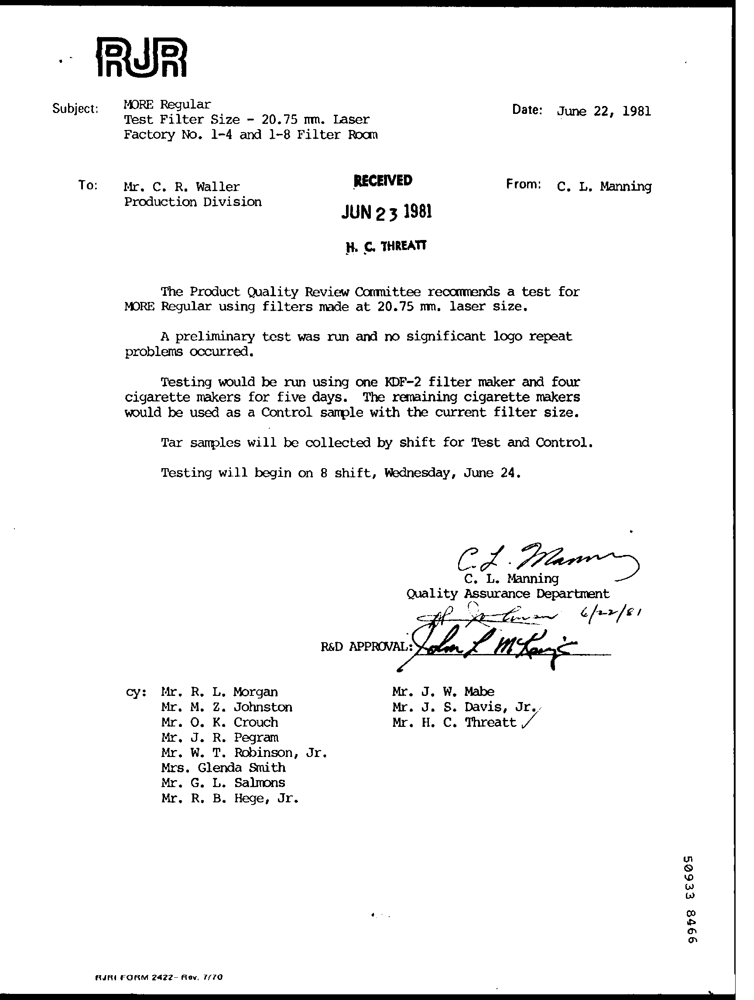 RJR
Subject: MORE Regular
Test Filter Size - 20.75 mm. Laser
Factory No. 1-4 and 1-8 Filter Room
Date: June 22, 1981
To: Mr. C. R. Waller
Production Division
RECEIVED
JUN 23 1981
H. C. THREATT
From: C. L. Manning
The Product Quality Review Committee recommends a test for
MORE Regular using filters made at 20.75 mm. laser size.
A preliminary test was run and no significant logo repeat
problems occurred.
Testing would be run using one KDF-2 filter maker and four
cigarette makers for five days. The remaining cigarette makers
would be used as a Control sample with the current filter size.
Tar samples will be collected by shift for Test and Control.
Testing will begin on 8 shift, Wednesday, June 24.
C. L. Manning
C. L. Manning
Quality Assurance Department
6/22/81
R&D APPROVAL: John L McKenzie
cy: Mr. R. L. Morgan
Mr. M. Z. Johnston
Mr. O. K. Crouch
Mr. J. R. Pegram
Mr. W. T. Robinson, Jr.
Mrs. Glenda Smith
Mr. G. L. Salmons
Mr. R. B. Hege, Jr.
Mr. J. W. Mabe
Mr. J. S. Davis, Jr.
Mr. H. C. Threatt ✓
50933 8466
RJRI FORM 2422-Rev. 7/70